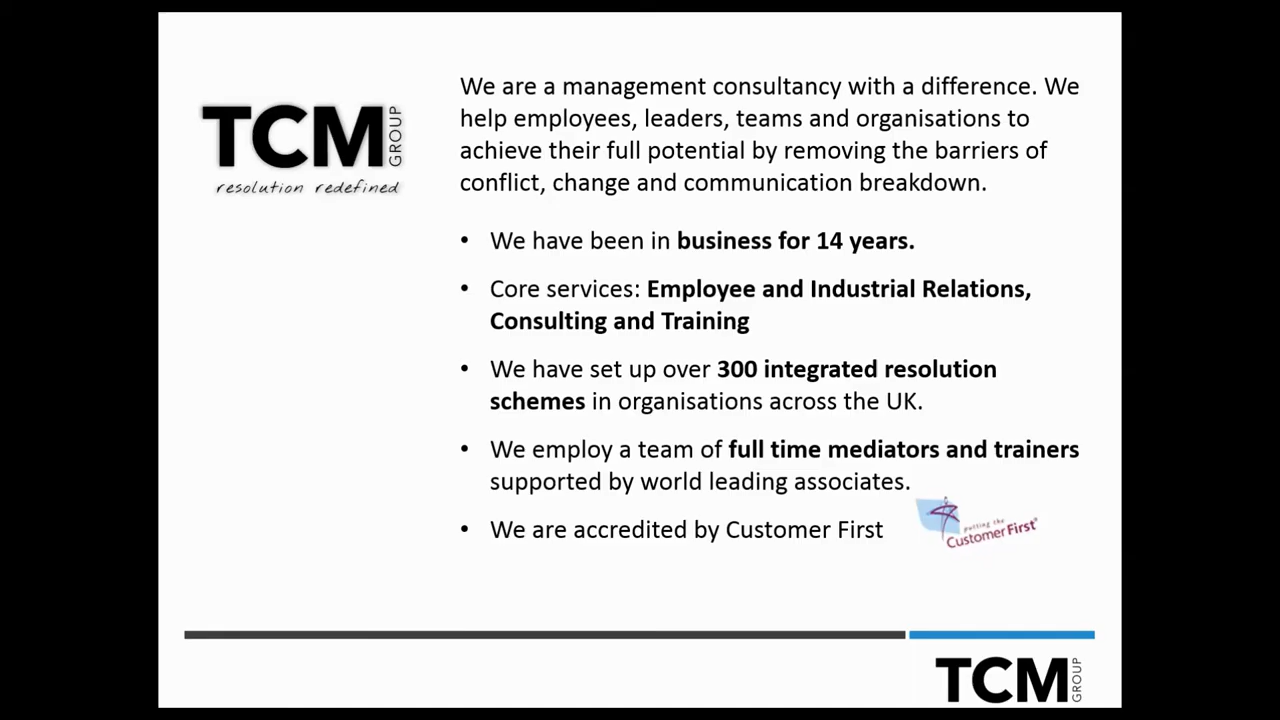 TCM GROUP
resolution redefined
We are a management consultancy with a difference. We
help employees, leaders, teams and organisations to
achieve their full potential by removing the barriers of
conflict, change and communication breakdown.
• We have been in business for 14 years.
• Core services: Employee and Industrial Relations,
Consulting and Training
• We have set up over 300 integrated resolution
schemes in organisations across the UK.
• We employ a team of full time mediators and trainers
supported by world leading associates.
• We are accredited by Customer First
putting the
CustomerFirst®
TCM GROUP